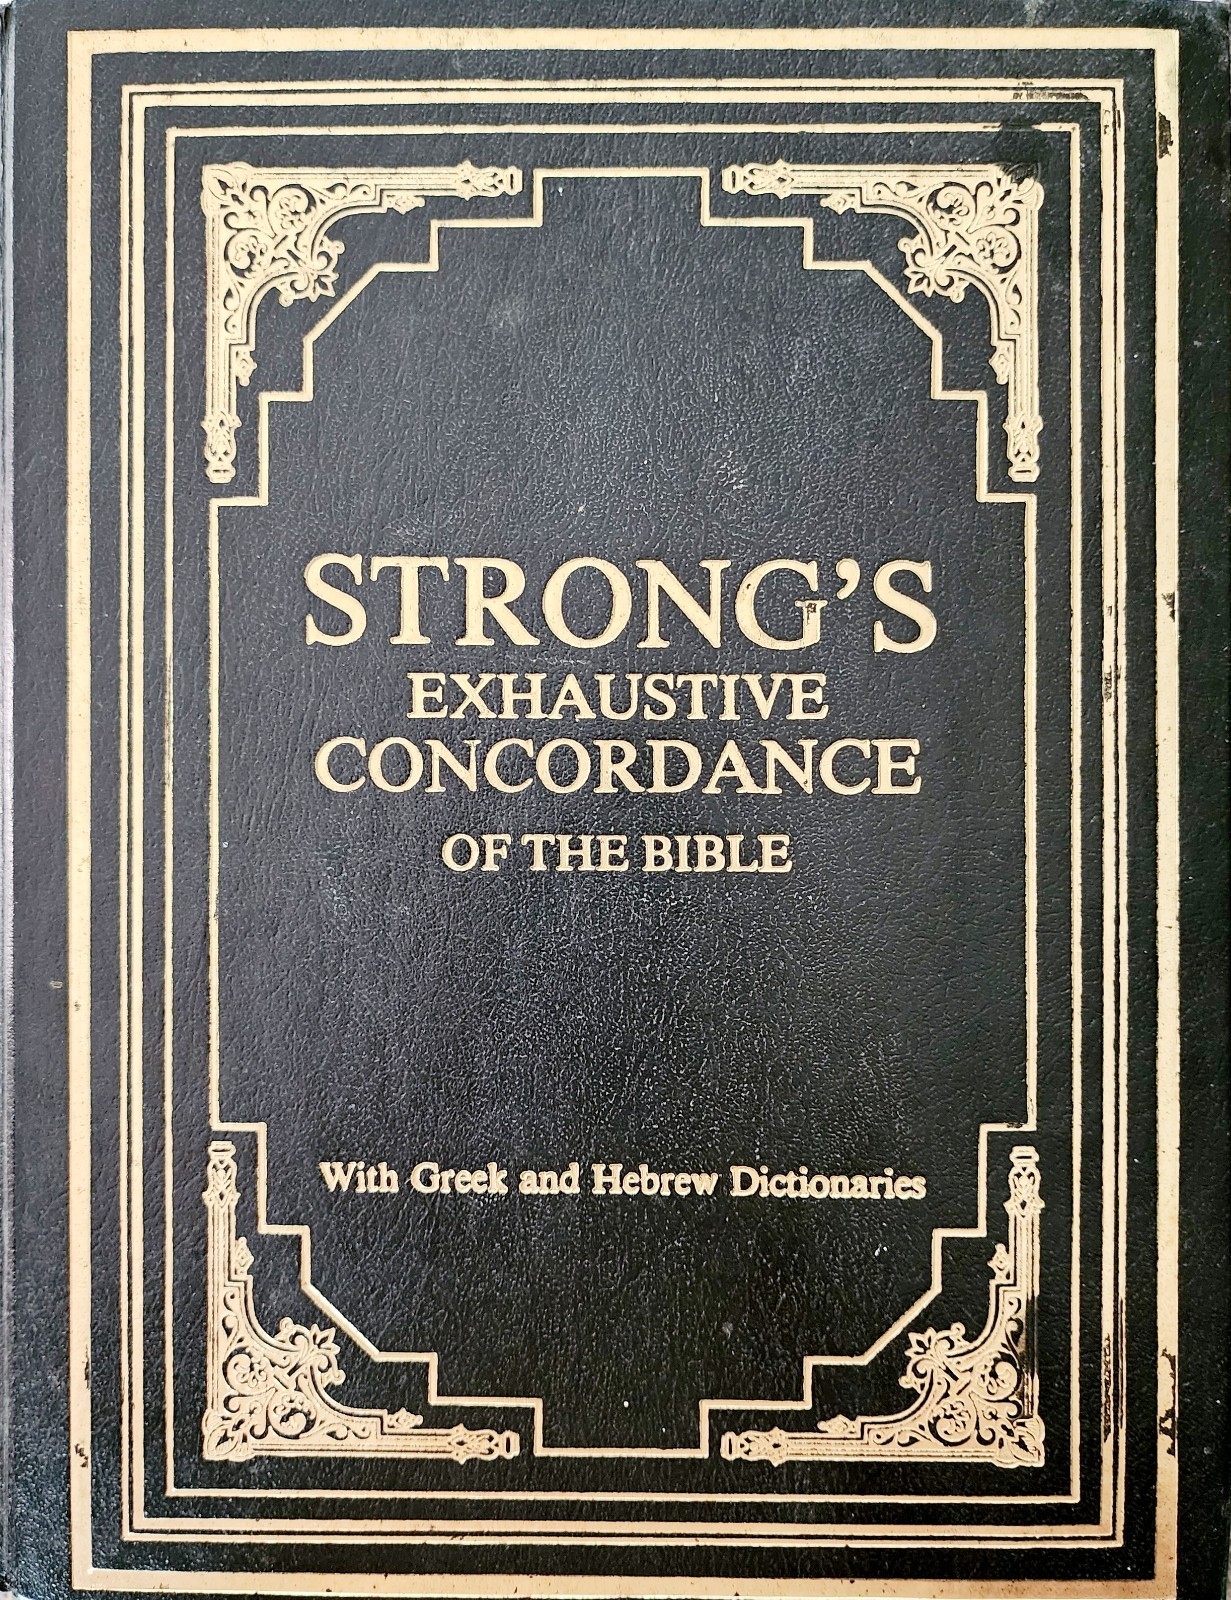 STRONG'S
EXHAUSTIVE
CONCORDANCE
OF THE BIBLE
With Greek and Hebrew Dictionaries